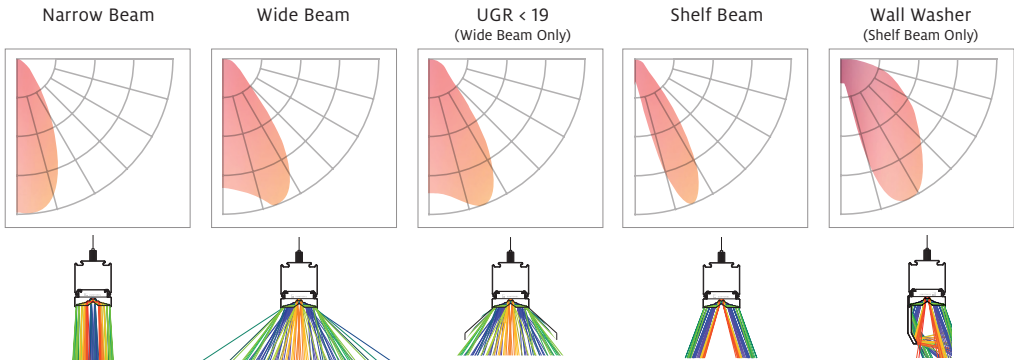 Narrow Beam
Wide Beam
UGR < 19
(Wide Beam Only)
Shelf Beam
Wall Washer
(Shelf Beam Only)